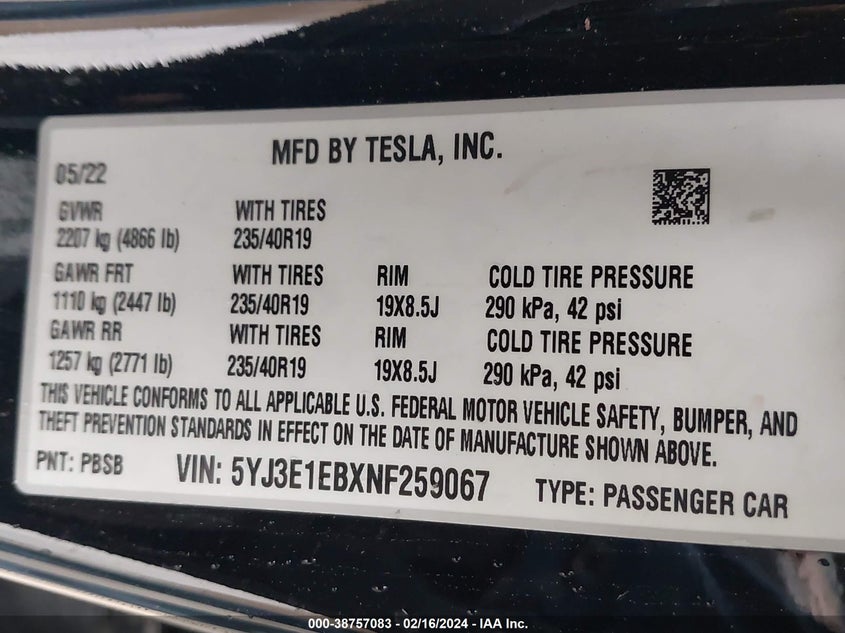 MFD BY TESLA, INC.
05/22
GVWR WITH TIRES
2207 kg (4866 lb) 235/40R19
GAWR FRT WITH TIRES RIM COLD TIRE PRESSURE
1110 kg (2447 lb) 235/40R19 19X8.5J 290 kPa, 42 psi
GAWR RR WITH TIRES RIM COLD TIRE PRESSURE
1257 kg (2771 lb) 235/40R19 19X8.5J 290 kPa, 42 psi
THIS VEHICLE CONFORMS TO ALL APPLICABLE U.S. FEDERAL MOTOR VEHICLE SAFETY, BUMPER, AND
THEFT PREVENTION STANDARDS IN EFFECT ON THE DATE OF MANUFACTURE SHOWN ABOVE.
PNT: PBSB VIN: 5YJ3E1EBXNF259067 TYPE: PASSENGER CAR
000-38757083 - 02/16/2024 - IAA Inc.